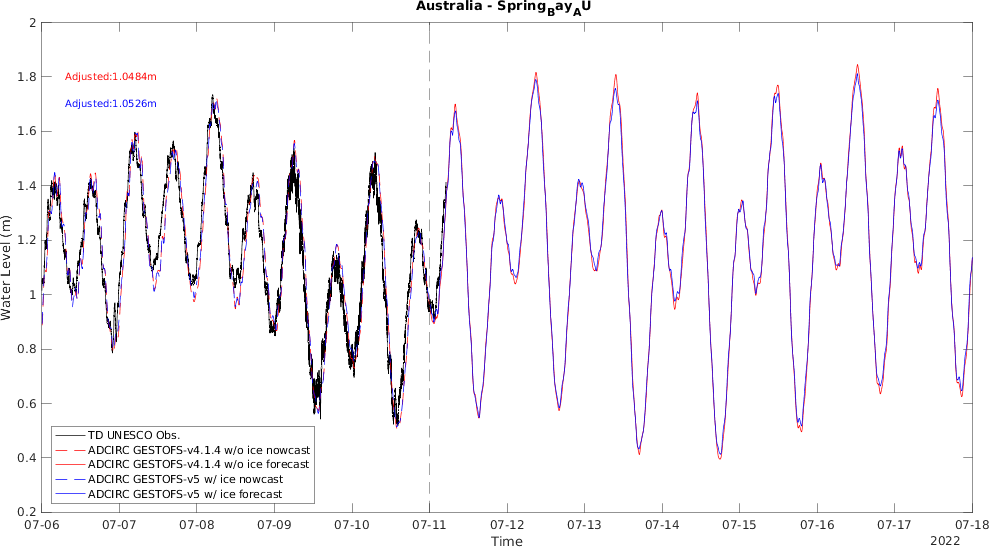 Australia - SpringBayAU
Adjusted:1.0484m
Adjusted:1.0526m
Water Level (m)
2
1.8
1.6
1.4
1.2
1
0.8
0.6
0.4
0.2
TD UNESCO Obs.
ADCIRC GESTOFS-v4.1.4 w/o ice nowcast
ADCIRC GESTOFS-v4.1.4 w/o ice forecast
ADCIRC GESTOFS-v5 w/ ice nowcast
ADCIRC GESTOFS-v5 w/ ice forecast
07-06 07-07 07-08 07-09 07-10 07-11 07-12 07-13 07-14 07-15 07-16 07-17 07-18
Time
2022